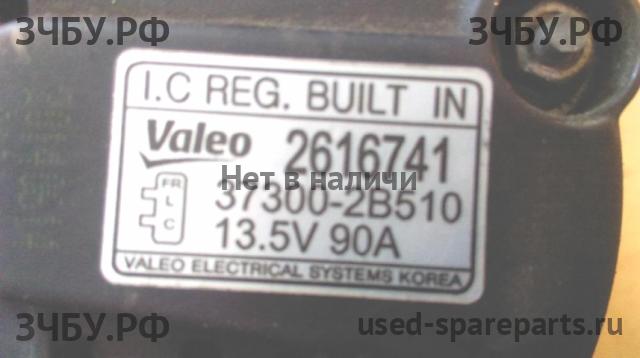 ЗЧБУ.РФ ЗЧБУ.РФ
I.C REG. BUILT IN
Valeo 2616741
Нет в наличи
FR 37300-2B510
L
C 13.5V 90A
VALEO ELECTRICAL SYSTEMS KOREA
ЗЧБУ.РФ used-spareparts.ru